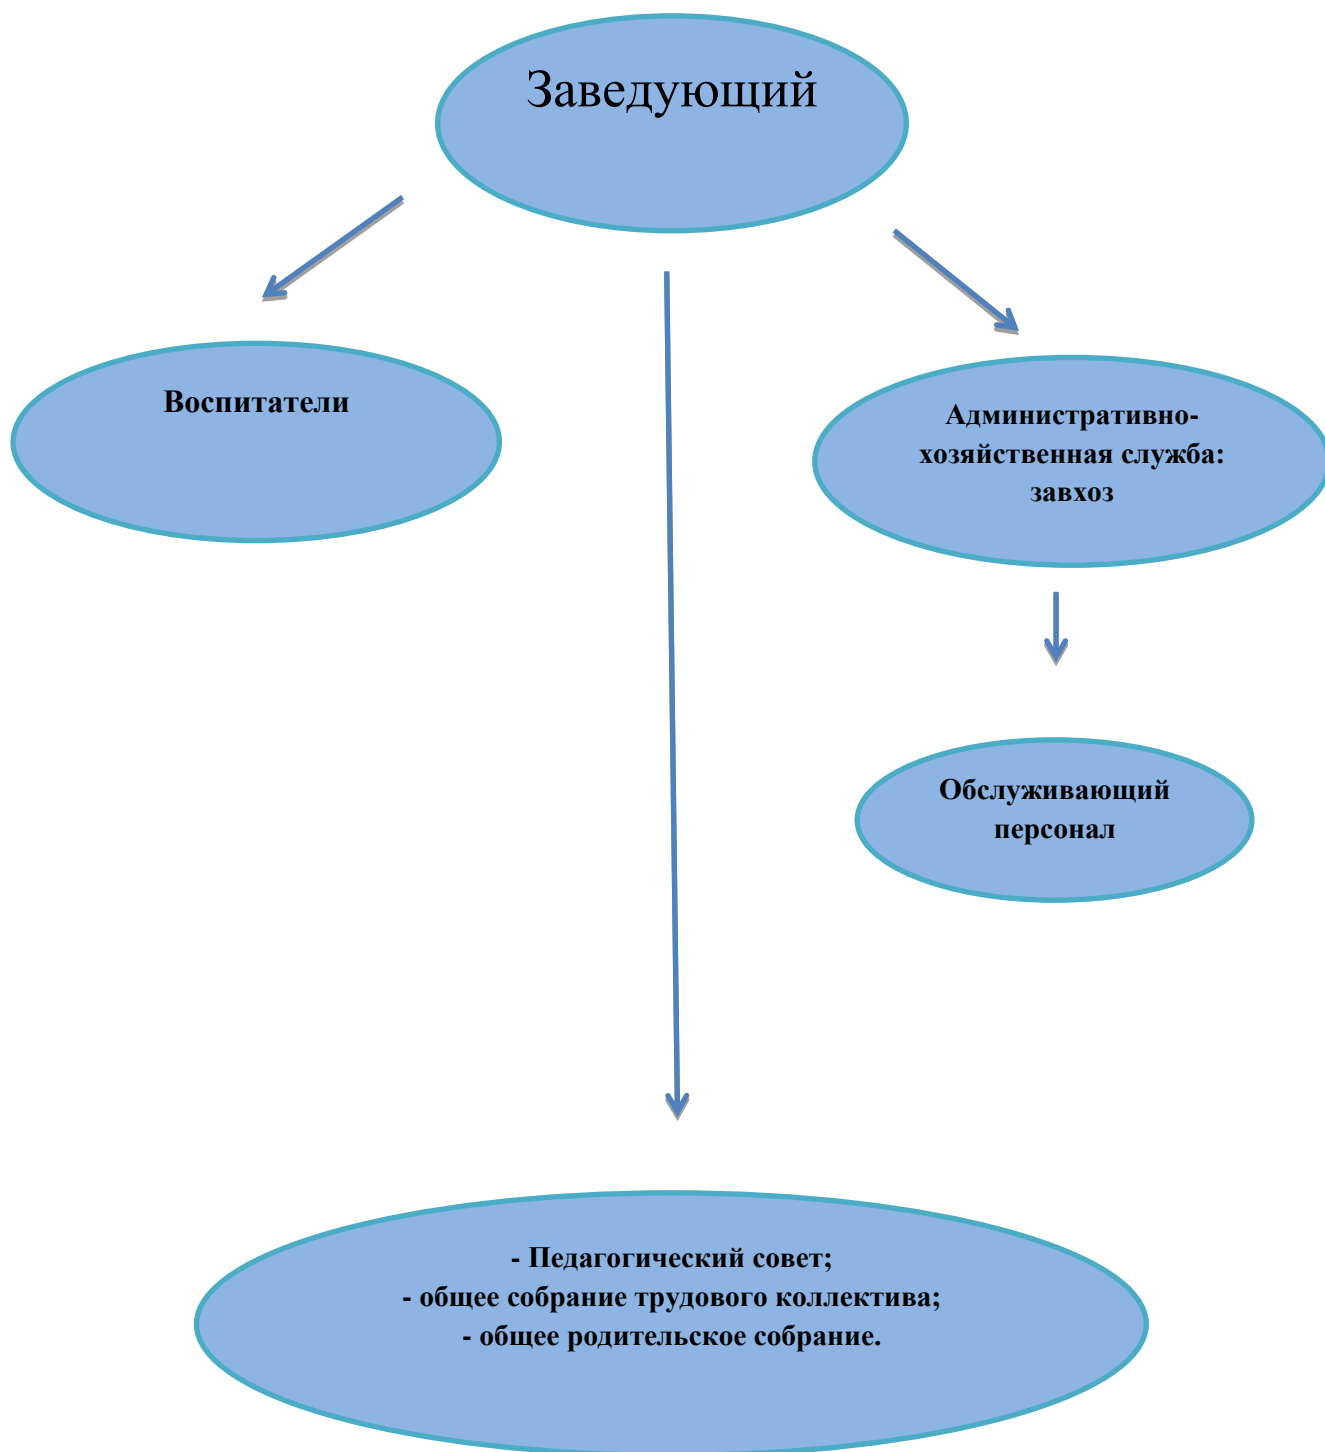 Заведующий
Воспитатели
Административно-
хозяйственная служба:
завхоз
Обслуживающий
персонал
- Педагогический совет;
- общее собрание трудового коллектива;
- общее родительское собрание.